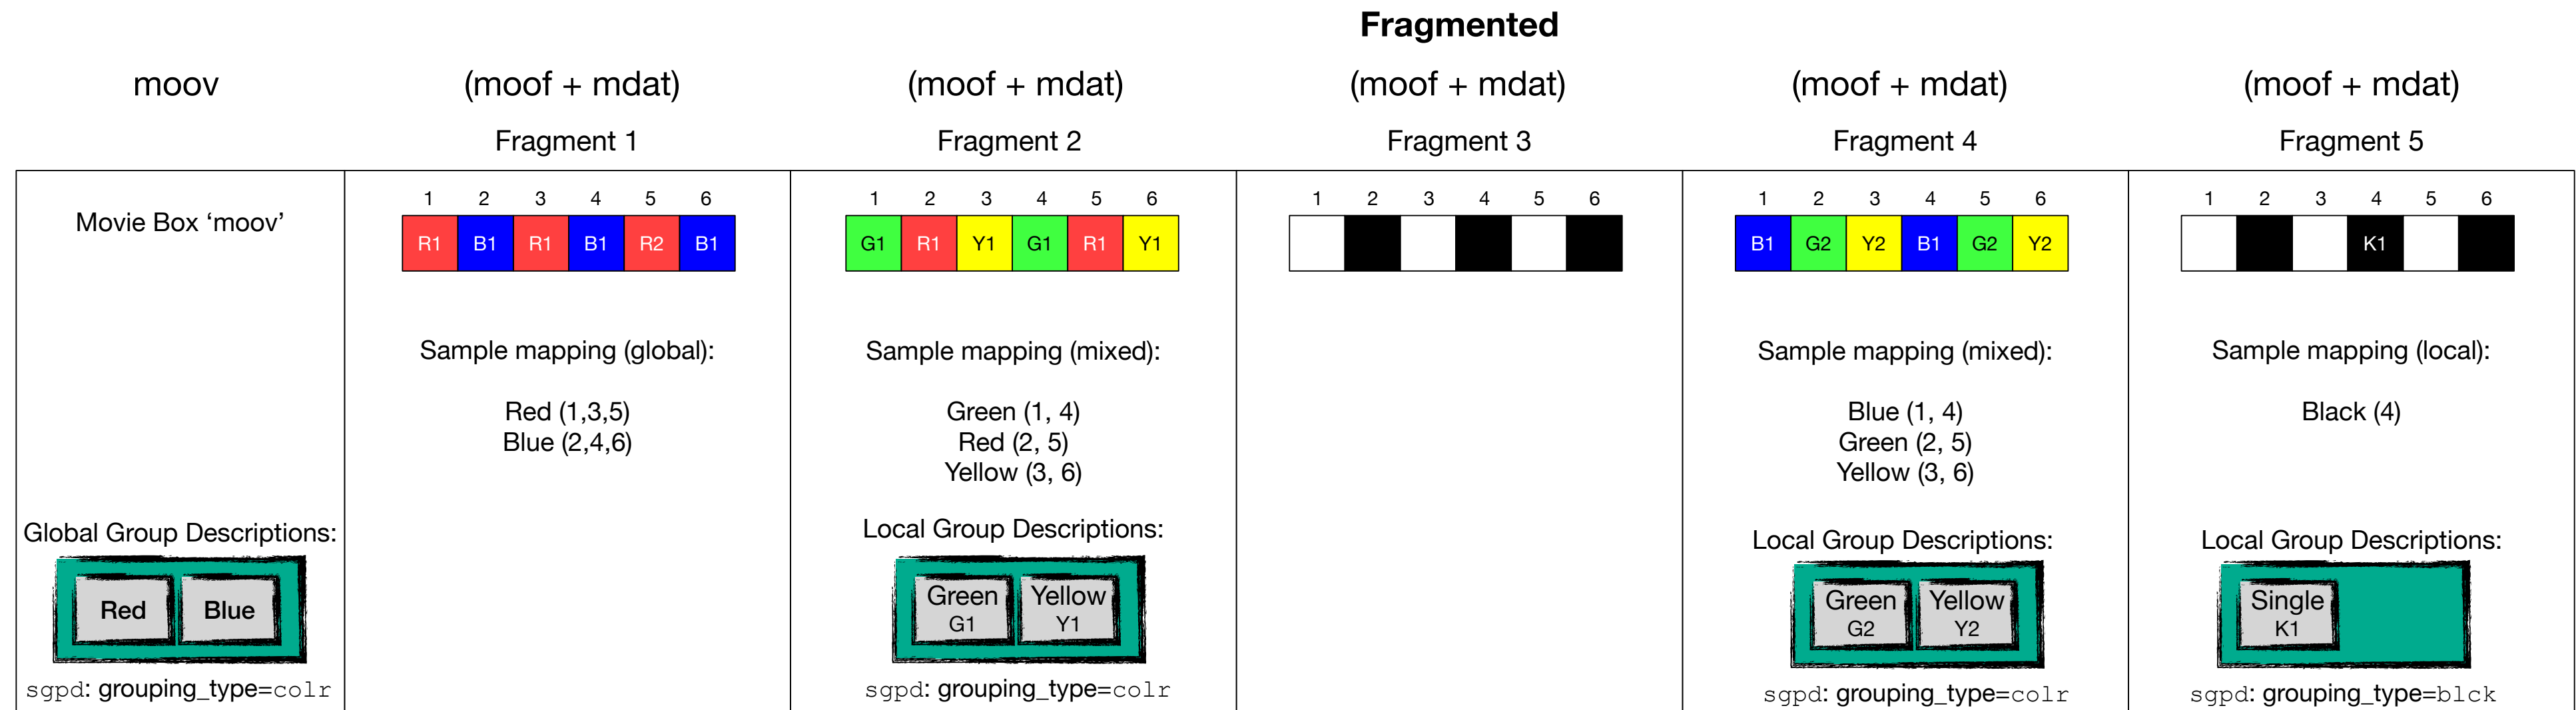 Fragmented
moov
(moof + mdat)
(moof + mdat)
(moof + mdat)
(moof + mdat)
(moof + mdat)
Fragment 1
Fragment 2
Fragment 3
Fragment 4
Fragment 5
Movie Box ‘moov’
Global Group Descriptions:
Red Blue
sgpd: grouping_type=colr
1 2 3 4 5 6
R1 B1 R1 B1 R2 B1
Sample mapping (global):
Red (1,3,5)
Blue (2,4,6)
1 2 3 4 5 6
G1 R1 Y1 G1 R1 Y1
Sample mapping (mixed):
Green (1, 4)
Red (2, 5)
Yellow (3, 6)
Local Group Descriptions:
Green Yellow
G1 Y1
sgpd: grouping_type=colr
1 2 3 4 5 6
1 2 3 4 5 6
B1 G2 Y2 B1 G2 Y2
Sample mapping (mixed):
Blue (1, 4)
Green (2, 5)
Yellow (3, 6)
Local Group Descriptions:
Green Yellow
G2 Y2
sgpd: grouping_type=colr
1 2 3 4 5 6
K1
Sample mapping (local):
Black (4)
Local Group Descriptions:
Single
K1
sgpd: grouping_type=blck